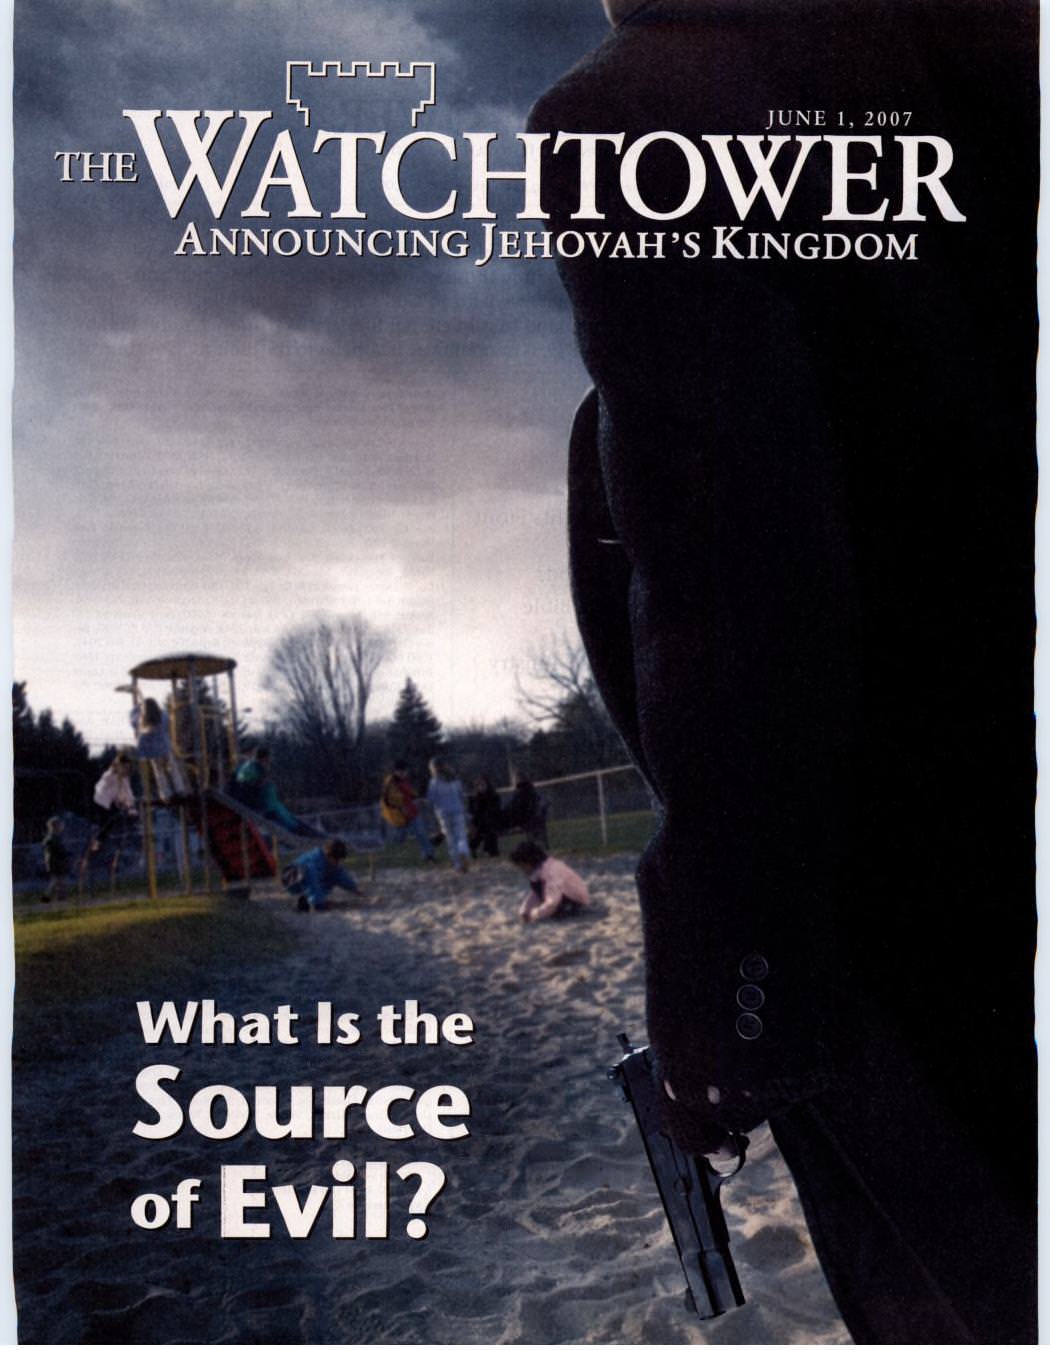 JUNE 1, 2007
THE WATCHTOWER
ANNOUNCING JEHOVAH'S KINGDOM
What Is the
Source
of Evil?